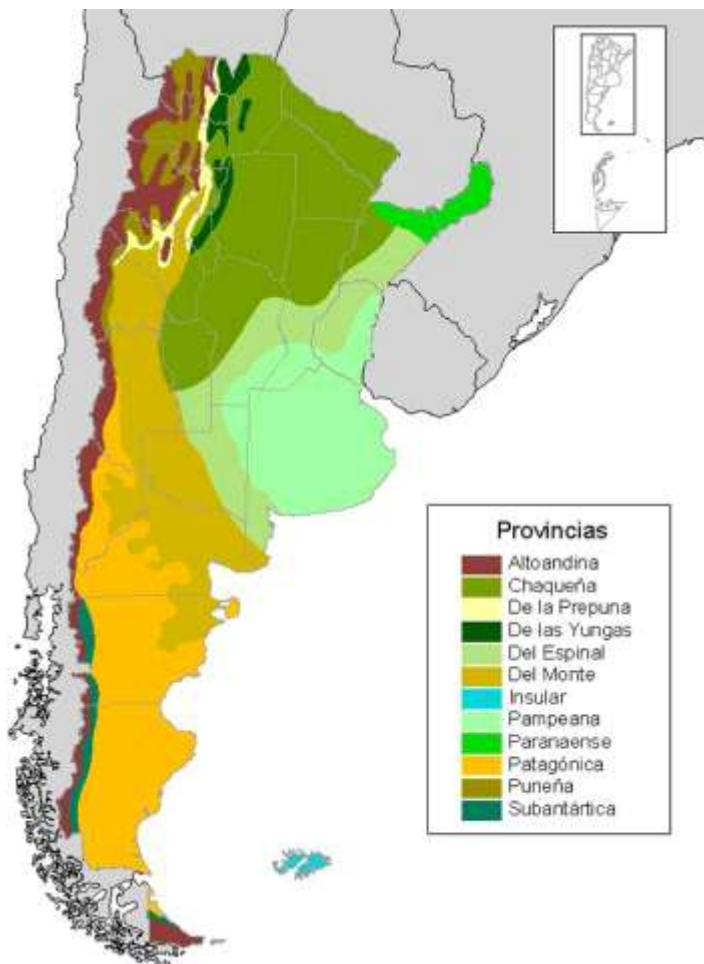 Provincias
Altoandina
Chaqueña
De la Prepuna
De las Yungas
Del Espinal
Del Monte
Insular
Pampeana
Paranaense
Patagónica
Puneña
Subantártica